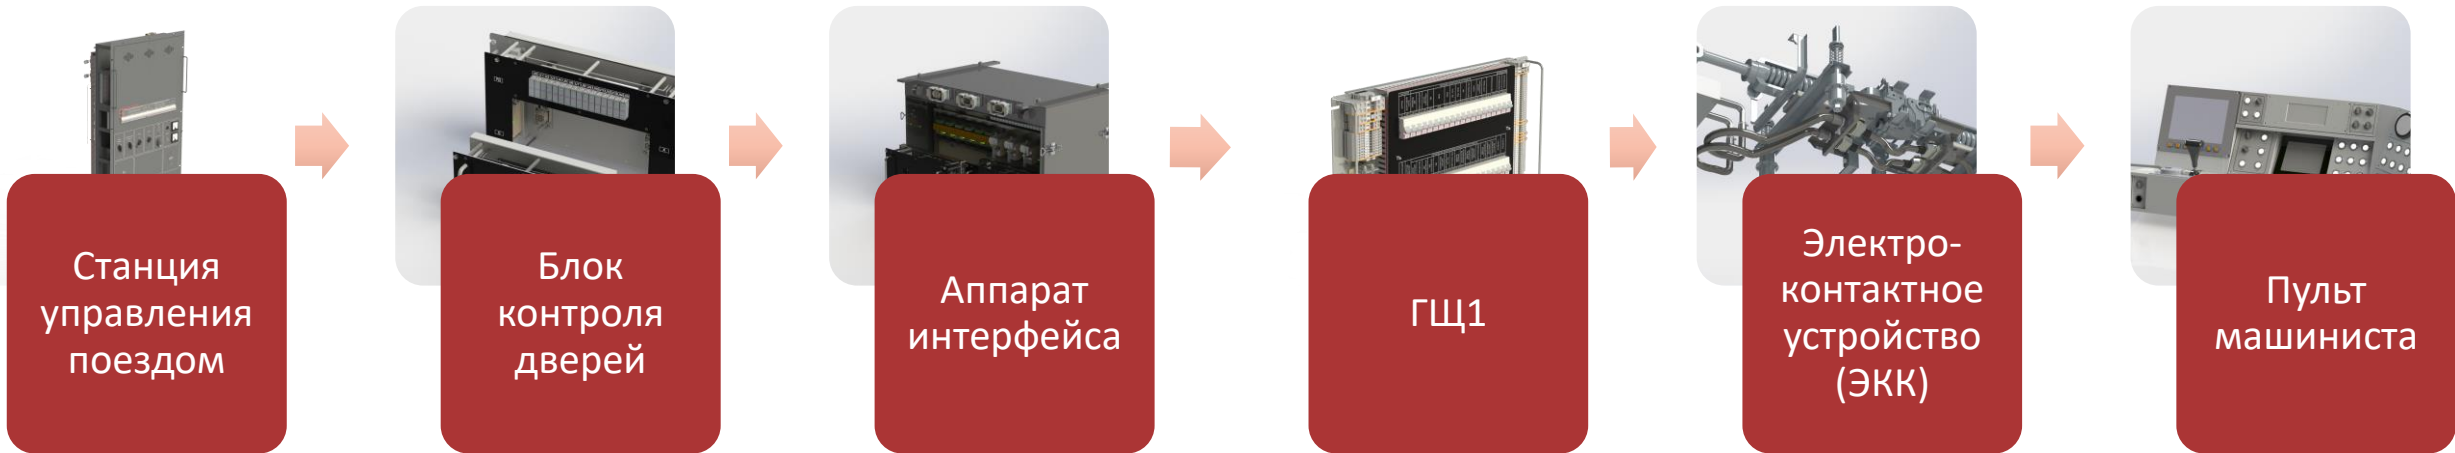 Станция
управления
поездом
Блок
контроля
дверей
Аппарат
интерфейса
ГЩ1
Электро-
контактное
устройство
(ЭКК)
Пульт
машиниста